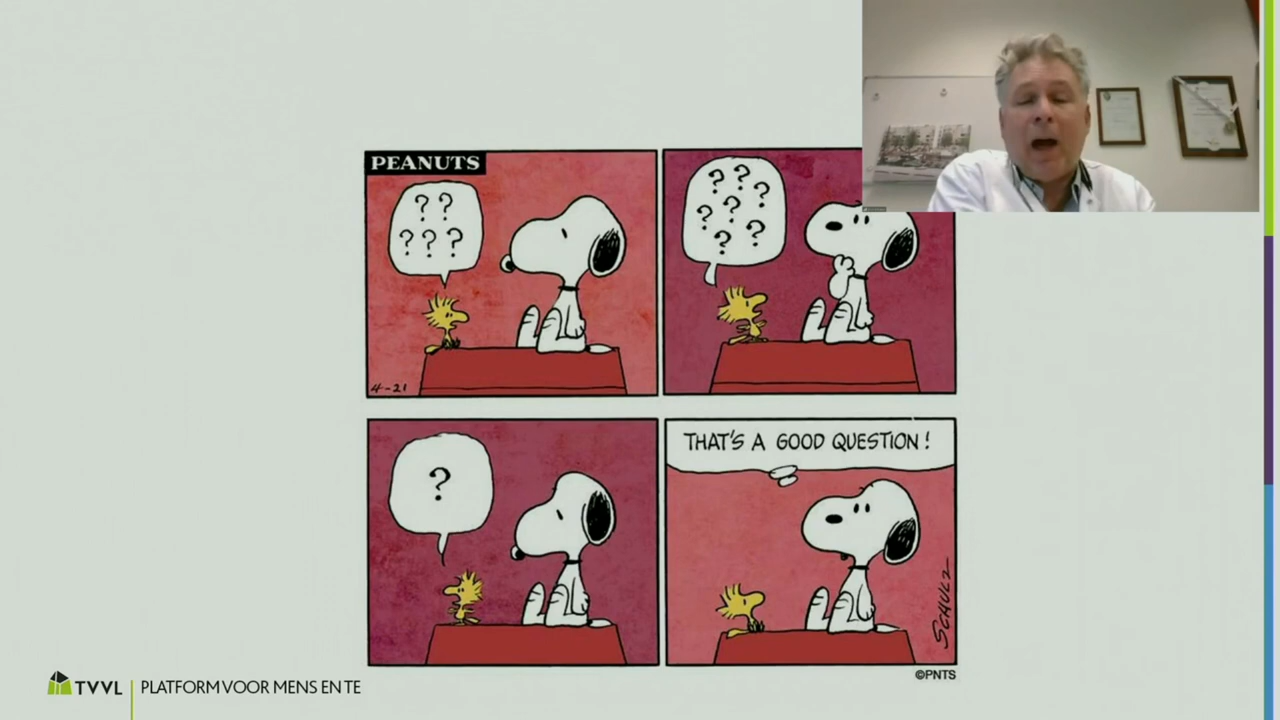 PEANUTS
? ?
? ? ?
4-21
? ? ?
? ? ?
? ?
?
THAT'S A GOOD QUESTION!
SCHULZ
©PNTS
TVVL
PLATFORM VOOR MENS EN TE